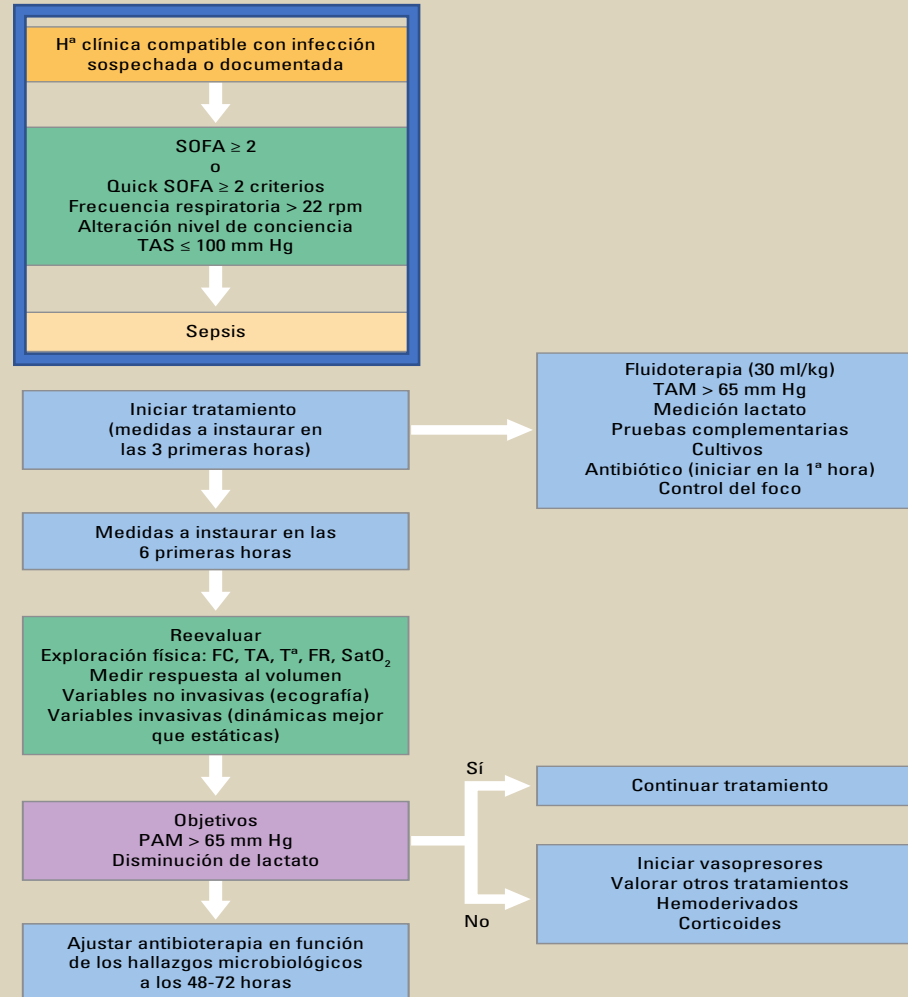 Hª clínica compatible con infección
sospechada o documentada
SOFA ≥ 2
o
Quick SOFA ≥ 2 criterios
Frecuencia respiratoria > 22 rpm
Alteración nivel de conciencia
TAS ≤ 100 mm Hg
Sepsis
Iniciar tratamiento
(medidas a instaurar en
las 3 primeras horas)
Fluidoterapia (30 ml/kg)
TAM > 65 mm Hg
Medición lactato
Pruebas complementarias
Cultivos
Antibiótico (iniciar en la 1ª hora)
Control del foco
Medidas a instaurar en las
6 primeras horas
Reevaluar
Exploración física: FC, TA, Tª, FR, SatO₂
Medir respuesta al volumen
Variables no invasivas (ecografía)
Variables invasivas (dinámicas mejor
que estáticas)
Objetivos
PAM > 65 mm Hg
Disminución de lactato
Sí
Continuar tratamiento
No
Iniciar vasopresores
Valorar otros tratamientos
Hemoderivados
Corticoides
Ajustar antibioterapia en función
de los hallazgos microbiológicos
a los 48-72 horas